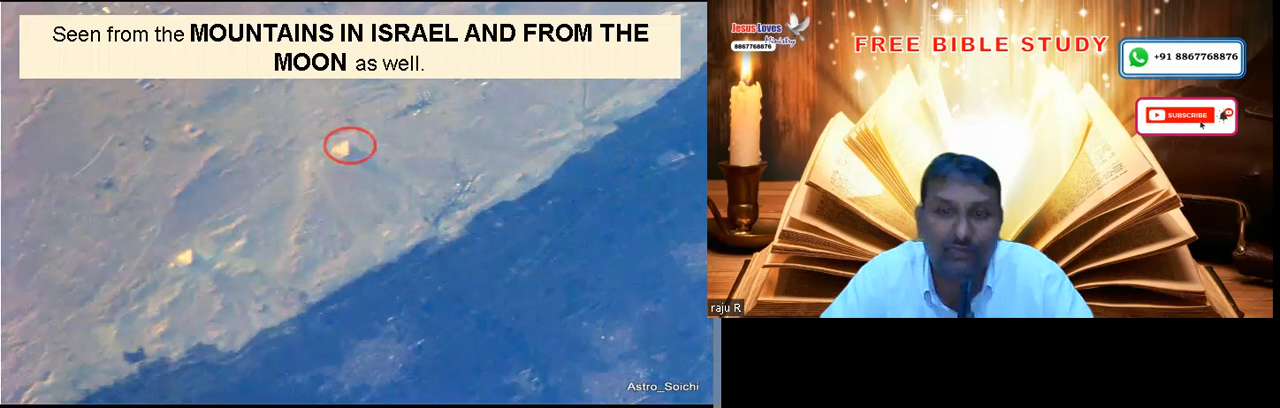 Seen from the MOUNTAINS IN ISRAEL AND FROM THE
MOON as well.
Astro_Soichi
Jesus Loves
Ministry
8867768876
FREE BIBLE STUDY
+91 8867768876
SUBSCRIBE
raju R